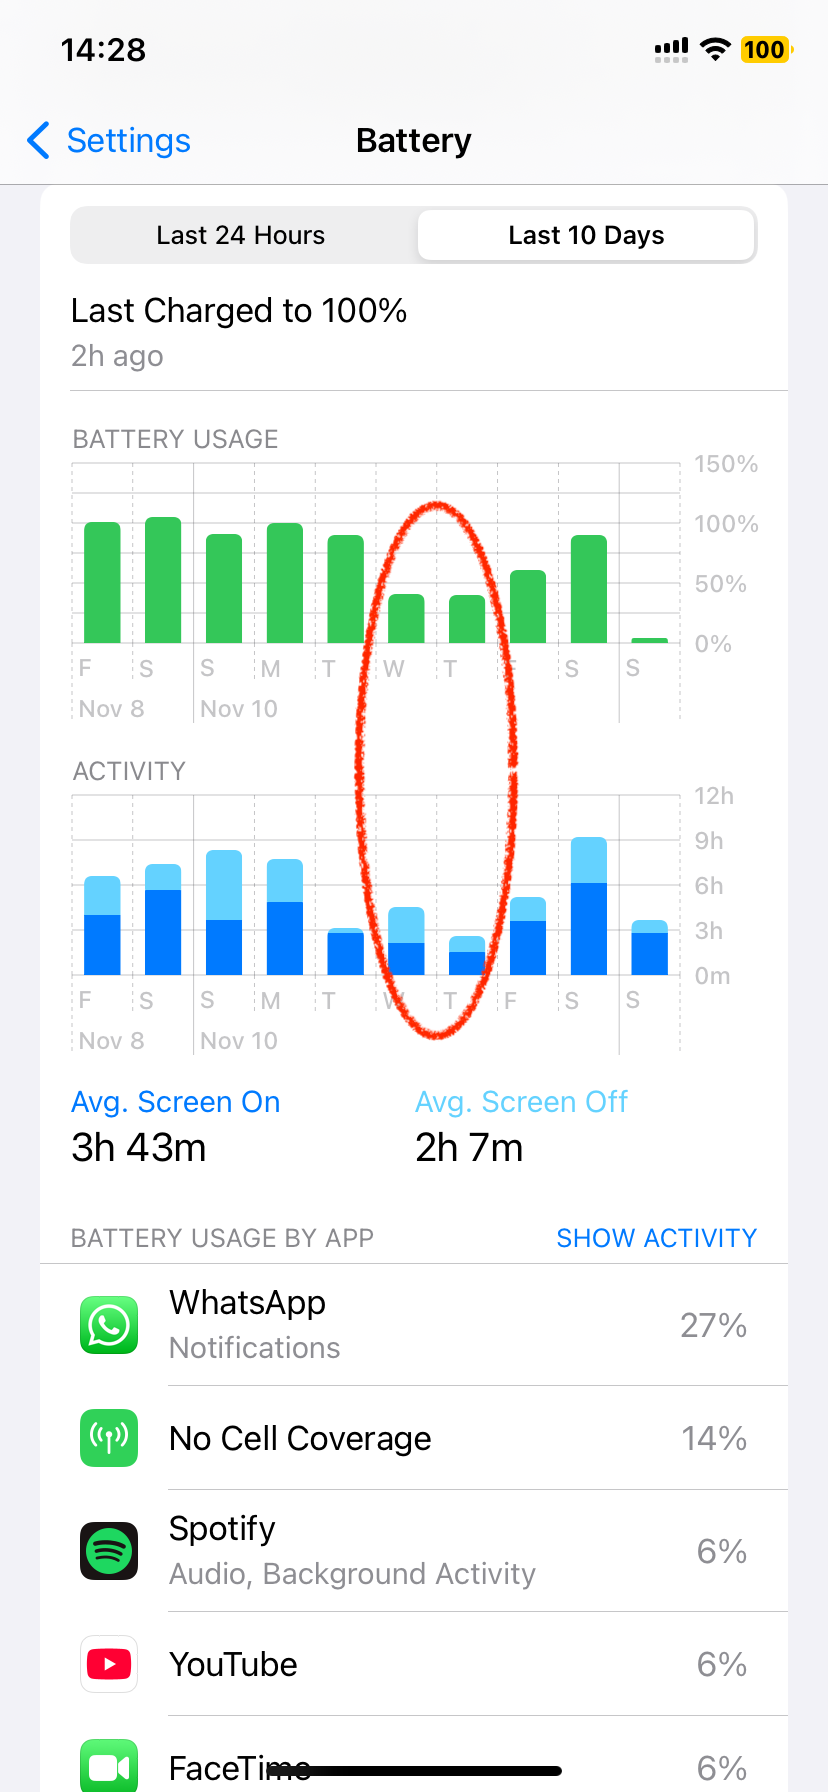 14:28
100
Settings
Battery
Last 24 Hours
Last 10 Days
Last Charged to 100%
2h ago
BATTERY USAGE
150%
100%
50%
0%
F S S M T W T F S S
Nov 8 Nov 10
ACTIVITY
12h
9h
6h
3h
0m
F S S M T W T F S S
Nov 8 Nov 10
Avg. Screen On
Avg. Screen Off
3h 43m
2h 7m
BATTERY USAGE BY APP
SHOW ACTIVITY
WhatsApp
27%
Notifications
No Cell Coverage
14%
Spotify
6%
Audio, Background Activity
YouTube
6%
FaceTime
6%